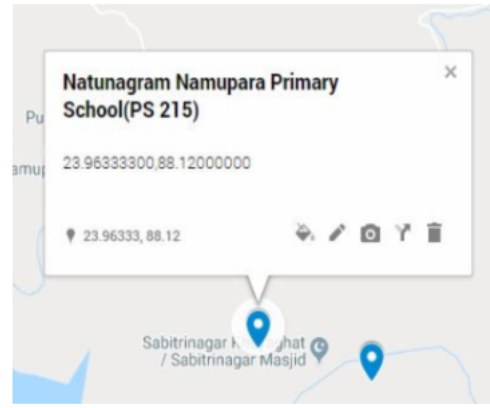 Natunagram Namupara Primary
School(PS 215)
Pu
amup
23.96333300,88.12000000
23.96333, 88.12
Sabitrinagar
ghat
/ Sabitrinagar Masjid